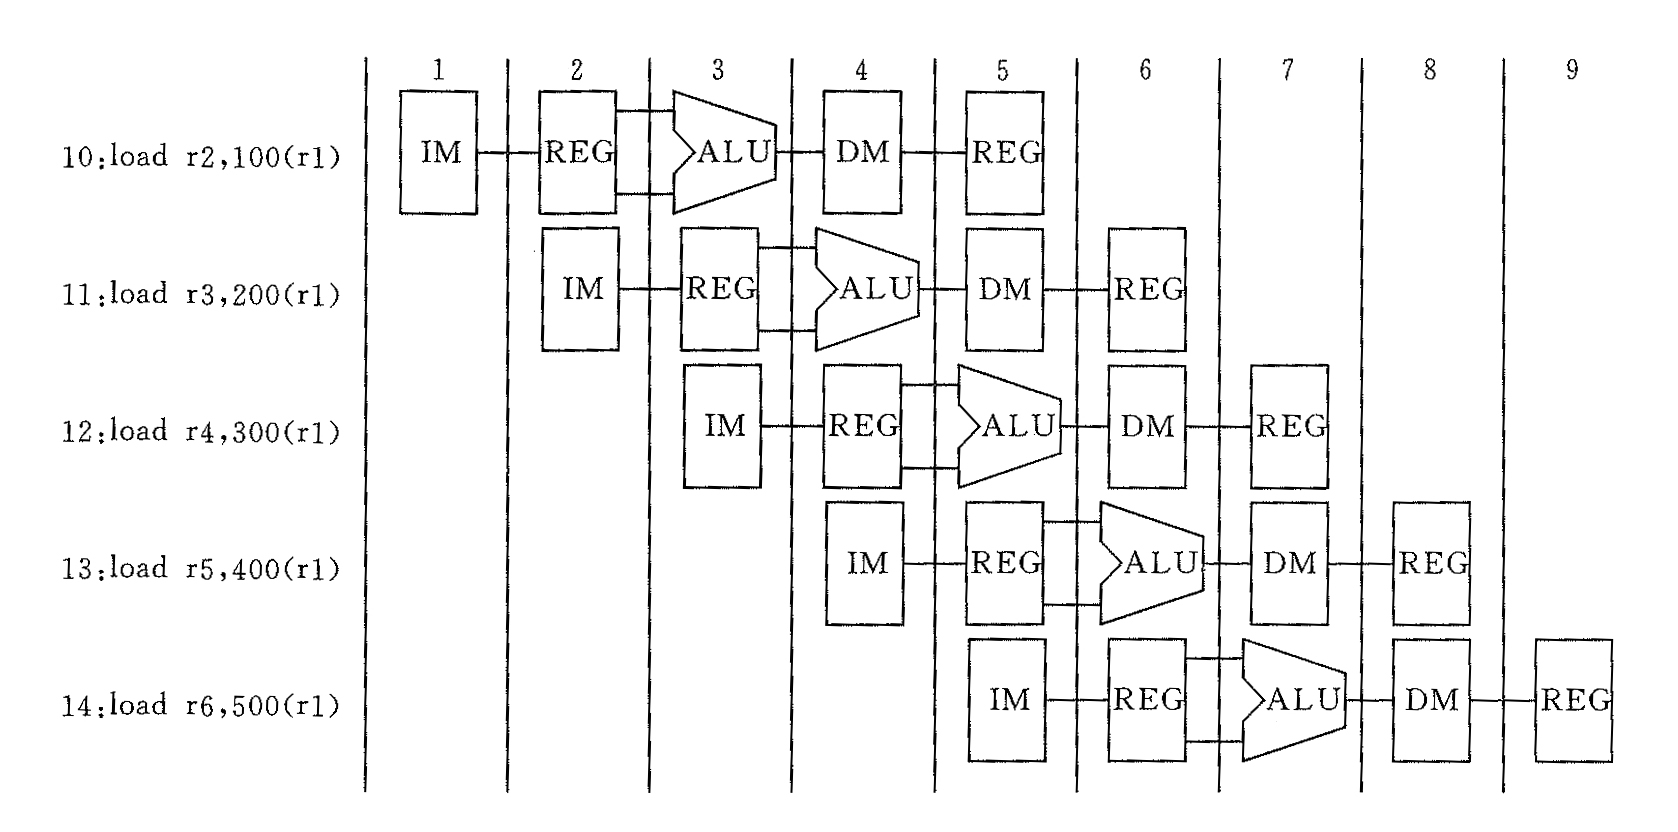 1 2 3 4 5 6 7 8 9
10:load r2,100(r1) IM REG ALU DM REG
11:load r3,200(r1) IM REG ALU DM REG
12:load r4,300(r1) IM REG ALU DM REG
13:load r5,400(r1) IM REG ALU DM REG
14:load r6,500(r1) IM REG ALU DM REG